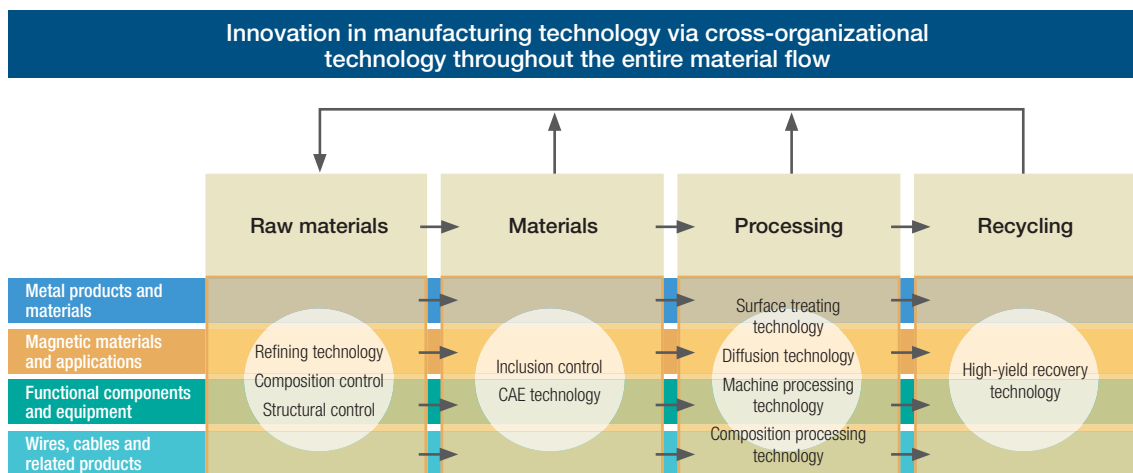 Innovation in manufacturing technology via cross-organizational
technology throughout the entire material flow
Raw materials
Materials
Processing
Recycling
Metal products and
materials
Magnetic materials
and applications
Functional components
and equipment
Wires, cables and
related products
Refining technology
Composition control
Structural control
Inclusion control
CAE technology
Surface treating
technology
Diffusion technology
Machine processing
technology
Composition processing
technology
High-yield recovery
technology